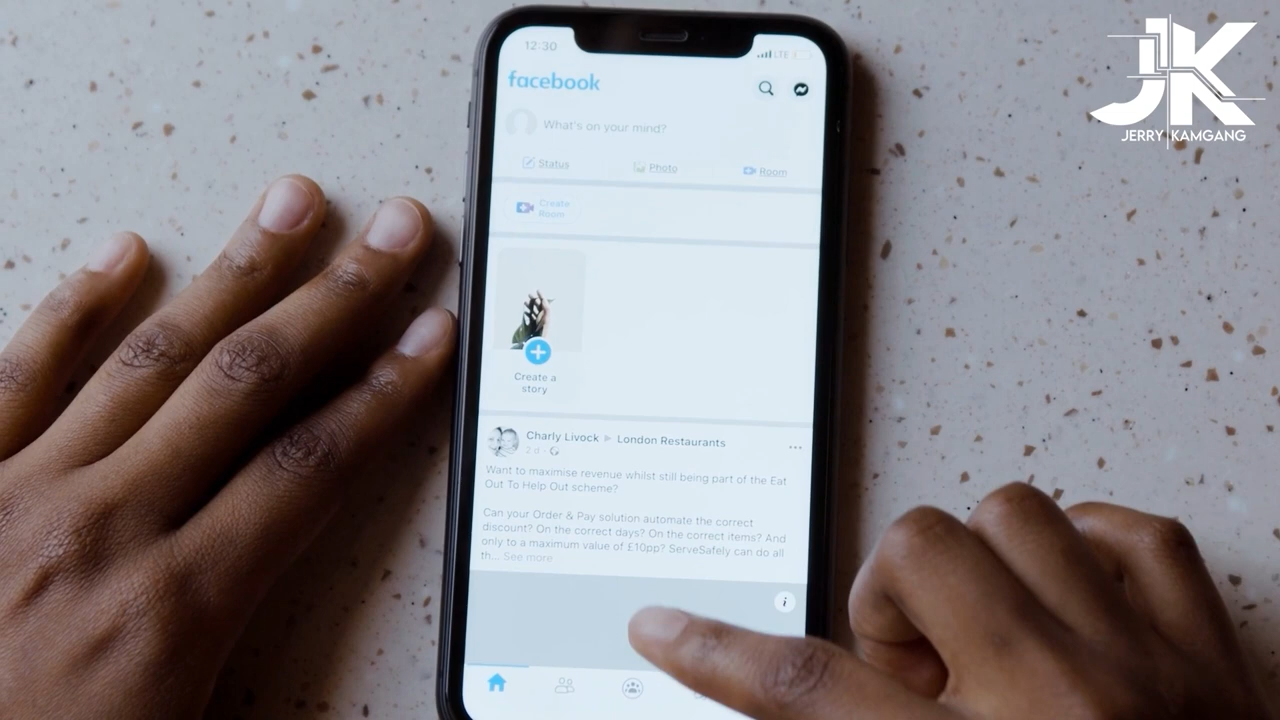 12:30
LTE
facebook
What's on your mind?
Status
Photo
Room
Create
Room
Create a
story
Charly Livock ▶ London Restaurants
2 d ·
Want to maximise revenue whilst still being part of the Eat
Out To Help Out scheme?
Can your Order & Pay solution automate the correct
discount? On the correct days? On the correct items? And
only to a maximum value of £10pp? ServeSafely can do all
th... See more
i
JK
JERRY KAMGANG